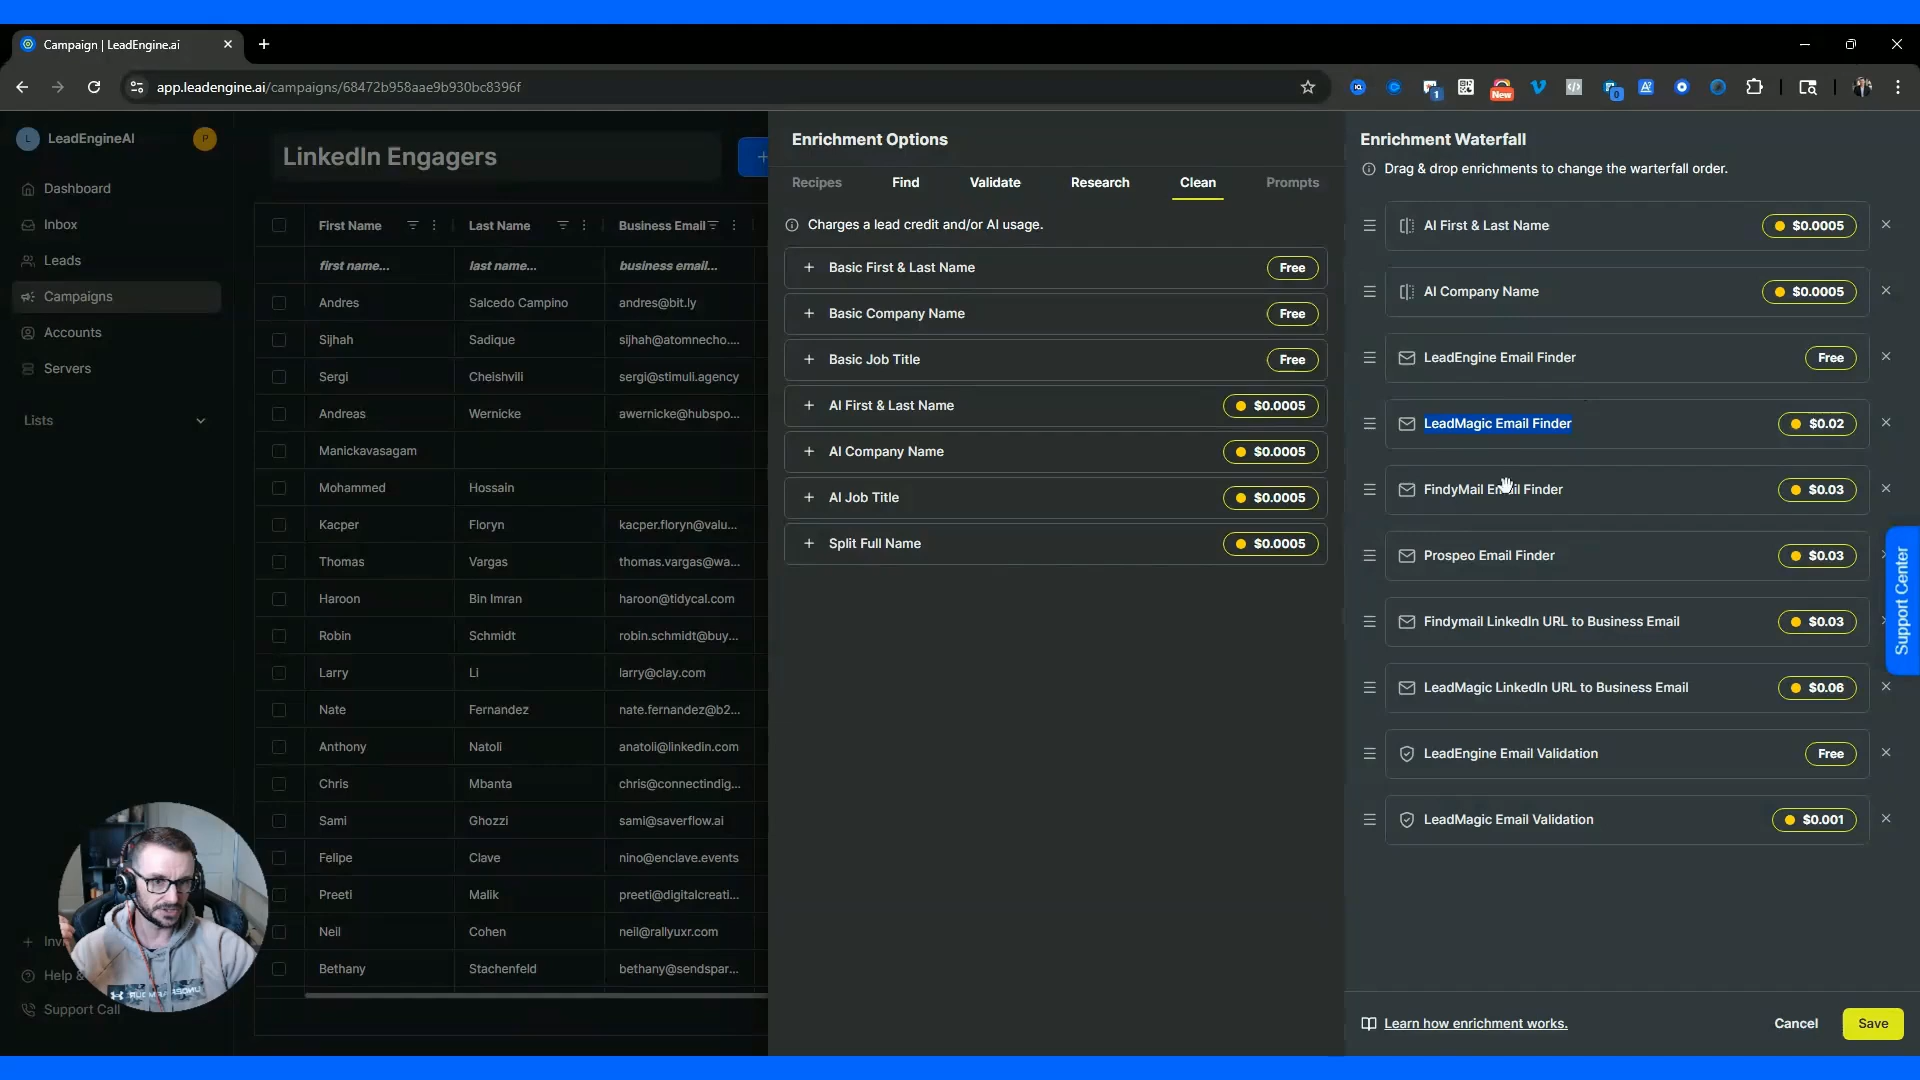 Campaign | LeadEngine.ai
app.leadengine.ai/campaigns/68472b958aae9b930bc8396f
1
New
0
L LeadEngineAI P
Dashboard
Inbox
Leads
Campaigns
Accounts
Servers
Lists
Help &
Support Call
LinkedIn Engagers
First Name Last Name Business Email
first name... last name... business email...
Andres Salcedo Campino andres@bit.ly
Sijhah Sadique sijhah@atomnecho....
Sergi Cheishvili sergi@stimuli.agency
Andreas Wernicke awernicke@hubspo...
Manickavasagam
Mohammed Hossain
Kacper Floryn kacper.floryn@valu...
Thomas Vargas thomas.vargas@wa...
Haroon Bin Imran haroon@tidycal.com
Robin Schmidt robin.schmidt@buy...
Larry Li larry@clay.com
Nate Fernandez nate.fernandez@b2...
Anthony Natoli anatoli@linkedin.com
Chris Mbanta chris@connectindig...
Sami Ghozzi sami@saverflow.ai
Felipe Clave nino@enclave.events
Preeti Malik preeti@digitalcreati...
Neil Cohen neil@rallyuxr.com
Bethany Stachenfeld bethany@sendspar...
Enrichment Options
Recipes Find Validate Research Clean Prompts
Charges a lead credit and/or AI usage.
+ Basic First & Last Name Free
+ Basic Company Name Free
+ Basic Job Title Free
+ AI First & Last Name $0.0005
+ AI Company Name $0.0005
+ AI Job Title $0.0005
+ Split Full Name $0.0005
Enrichment Waterfall
Drag & drop enrichments to change the warterfall order.
AI First & Last Name $0.0005
AI Company Name $0.0005
LeadEngine Email Finder Free
LeadMagic Email Finder $0.02
FindyMail Email Finder $0.03
Prospeo Email Finder $0.03
Findymail LinkedIn URL to Business Email $0.03
LeadMagic LinkedIn URL to Business Email $0.06
LeadEngine Email Validation Free
LeadMagic Email Validation $0.001
Support Center
Learn how enrichment works.
Cancel Save